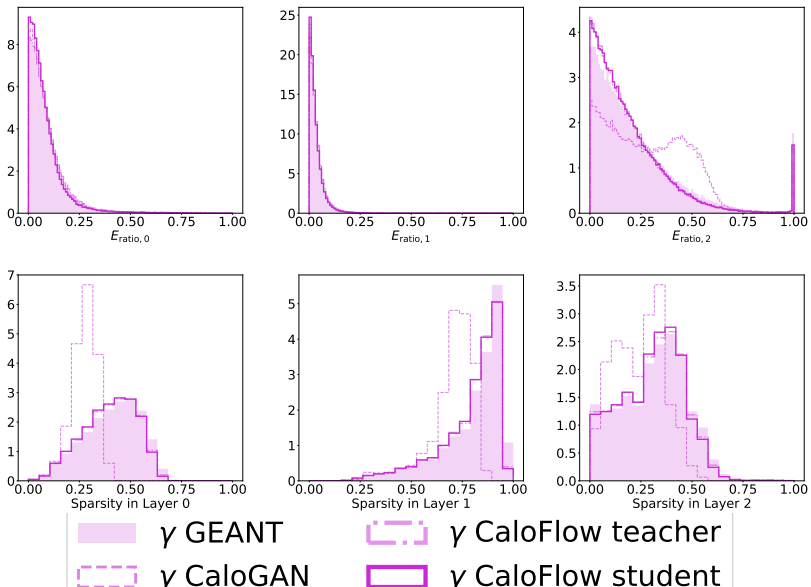 8
6
4
2
0
0.00 0.25 0.50 0.75 1.00
E_ratio, 0
25
20
15
10
5
0
0.00 0.25 0.50 0.75 1.00
E_ratio, 1
4
3
2
1
0
0.00 0.25 0.50 0.75 1.00
E_ratio, 2
7
6
5
4
3
2
1
0
0.00 0.25 0.50 0.75 1.00
Sparsity in Layer 0
5
4
3
2
1
0
0.00 0.25 0.50 0.75 1.00
Sparsity in Layer 1
3.5
3.0
2.5
2.0
1.5
1.0
0.5
0.0
0.00 0.25 0.50 0.75 1.00
Sparsity in Layer 2
γ GEANT
γ CaloGAN
γ CaloFlow teacher
γ CaloFlow student